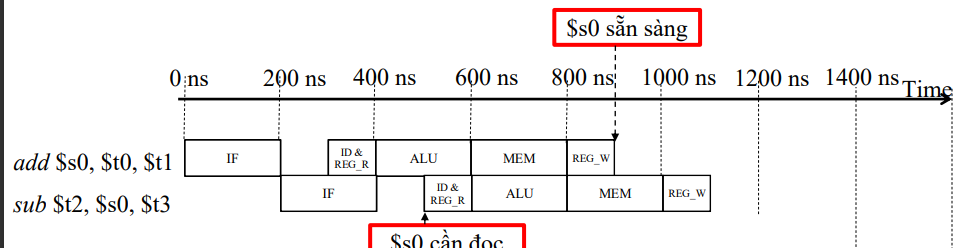 $s0 sẵn sàng
0 ns 200 ns 400 ns 600 ns 800 ns 1000 ns 1200 ns 1400 ns Time
add $s0, $t0, $t1 IF ID & REG_R ALU MEM REG_W
sub $t2, $s0, $t3 IF ID & REG_R ALU MEM REG_W
$s0 cần đọc